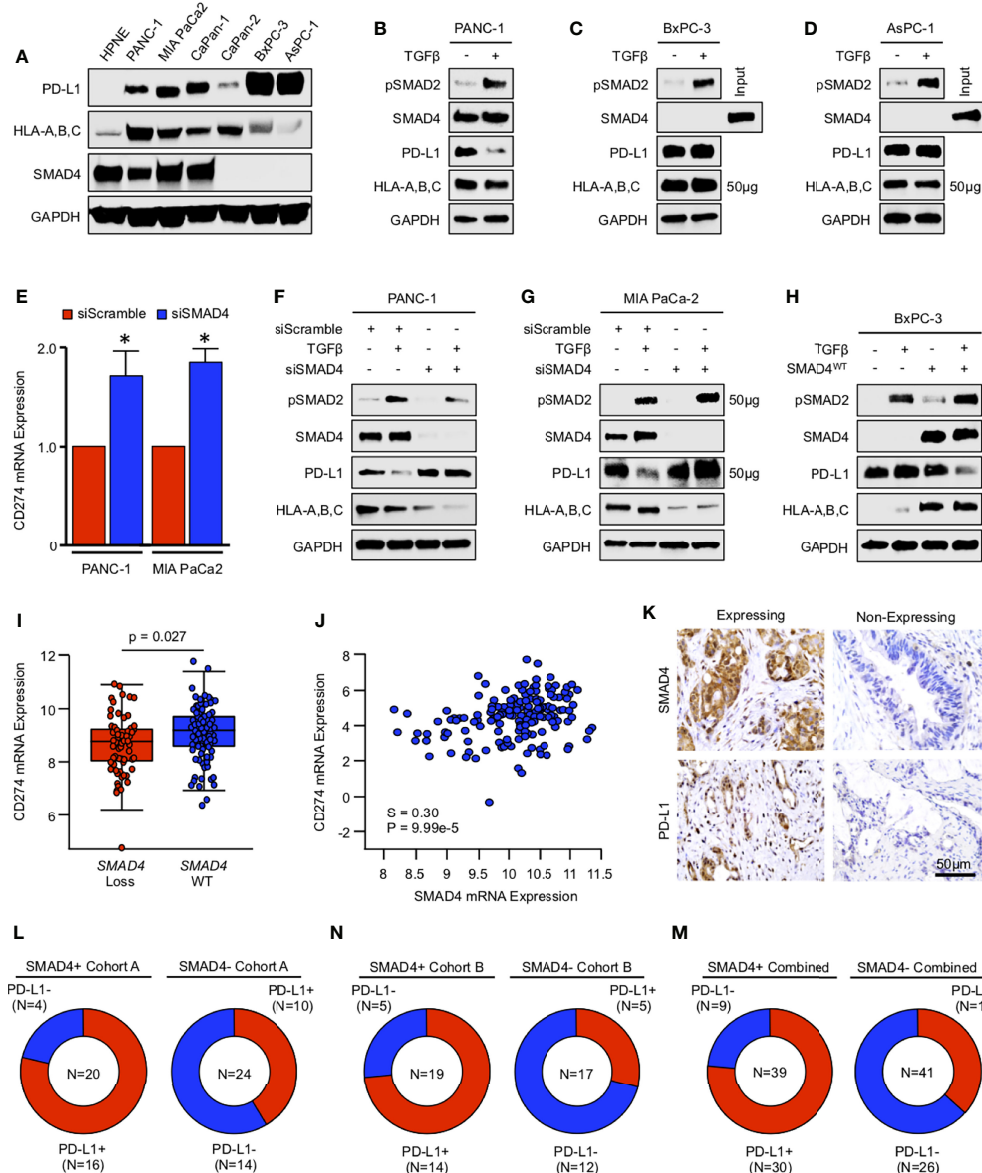 A
HPNE
PANC-1
MIA PaCa2
CaPan-1
CaPan-2
BxPC-3
AsPC-1
PD-L1
HLA-A,B,C
SMAD4
GAPDH
B
PANC-1
TGFβ - +
pSMAD2
SMAD4
PD-L1
HLA-A,B,C
GAPDH
C
BxPC-3
TGFβ - +
pSMAD2
Input
SMAD4
PD-L1
HLA-A,B,C 50µg
GAPDH
D
AsPC-1
TGFβ - +
pSMAD2
Input
SMAD4
PD-L1
HLA-A,B,C 50µg
GAPDH
E
siScramble siSMAD4
CD274 mRNA Expression
2.0
1.0
0
* *
PANC-1 MIA PaCa2
F
PANC-1
siScramble + + - -
TGFβ - + - +
siSMAD4 - - + +
pSMAD2
SMAD4
PD-L1
HLA-A,B,C
GAPDH
G
MIA PaCa-2
siScramble + + - -
TGFβ - + - +
siSMAD4 - - + +
pSMAD2 50µg
SMAD4
PD-L1 50µg
HLA-A,B,C
GAPDH
H
BxPC-3
TGFβ - + - +
SMAD4WT - - + +
pSMAD2
SMAD4
PD-L1
HLA-A,B,C
GAPDH
I
p = 0.027
CD274 mRNA Expression
12
10
8
6
SMAD4 SMAD4
Loss WT
J
CD274 mRNA Expression
8
6
4
2
0
-2
S = 0.30
P = 9.99e-5
8 8.5 9 9.5 10 10.5 11 11.5
SMAD4 mRNA Expression
K
Expressing Non-Expressing
SMAD4
PD-L1
50µm
L
SMAD4+ Cohort A
PD-L1-
(N=4)
N=20
PD-L1+
(N=16)
SMAD4- Cohort A
PD-L1+
(N=10)
N=24
PD-L1-
(N=14)
N
SMAD4+ Cohort B
PD-L1-
(N=5)
N=19
PD-L1+
(N=14)
SMAD4- Cohort B
PD-L1+
(N=5)
N=17
PD-L1-
(N=12)
M
SMAD4+ Combined
PD-L1-
(N=9)
N=39
PD-L1+
(N=30)
SMAD4- Combined
PD-L
(N=1
N=41
PD-L1-
(N=26)